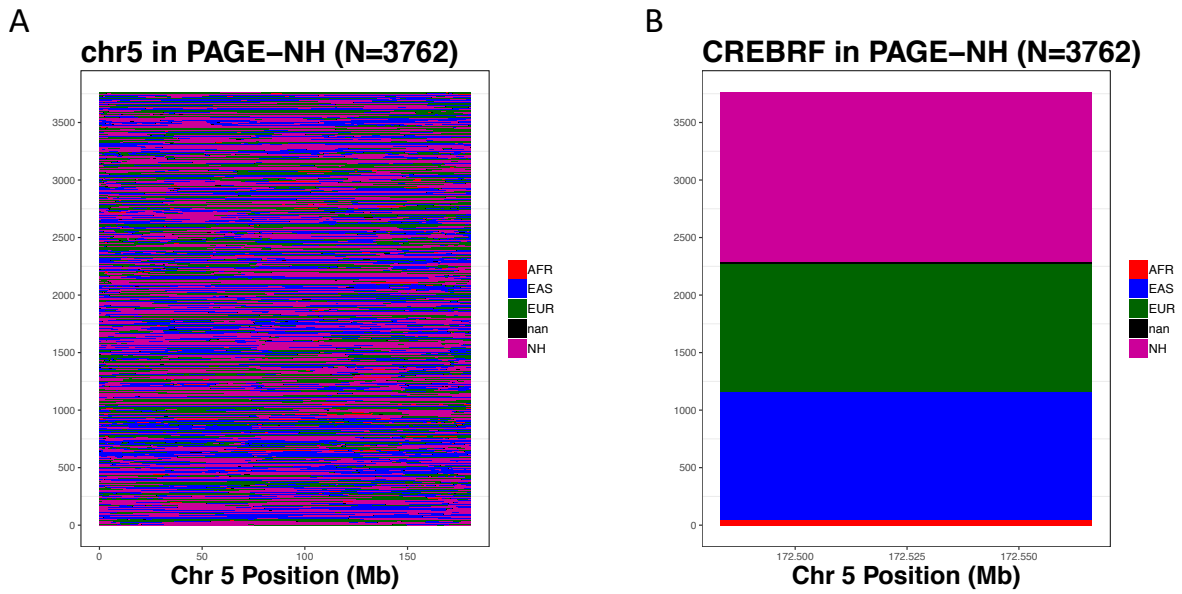 A
chr5 in PAGE−NH (N=3762)
3500
3000
2500
2000
1500
1000
500
0
0
50
100
150
Chr 5 Position (Mb)
AFR
EAS
EUR
nan
NH
B
CREBRF in PAGE−NH (N=3762)
3500
3000
2500
2000
1500
1000
500
0
172.500
172.525
172.550
Chr 5 Position (Mb)
AFR
EAS
EUR
nan
NH